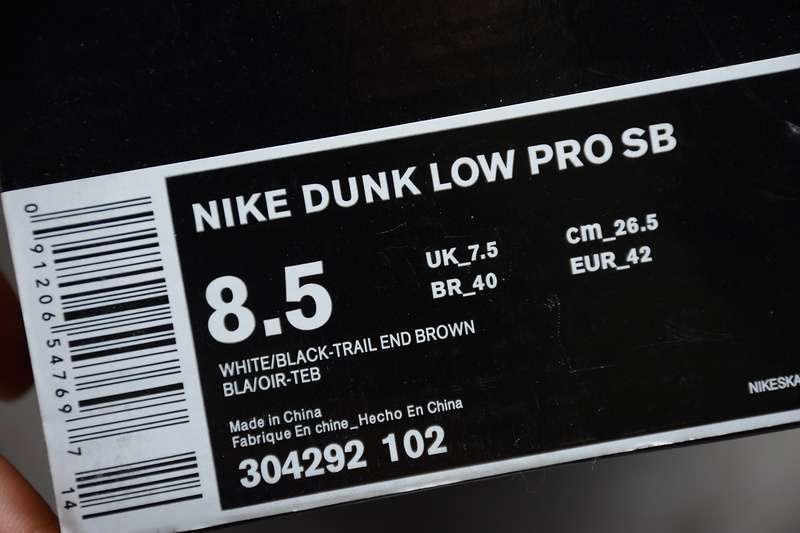 NIKE DUNK LOW PRO SB
8.5
UK_7.5
cm_26.5
BR_40
EUR_42
WHITE/BLACK-TRAIL END BROWN
BLA/OIR-TEB
Made in China
Fabrique En chine_Hecho En China
304292 102
NIKESKA
0 91206 54769 7
14